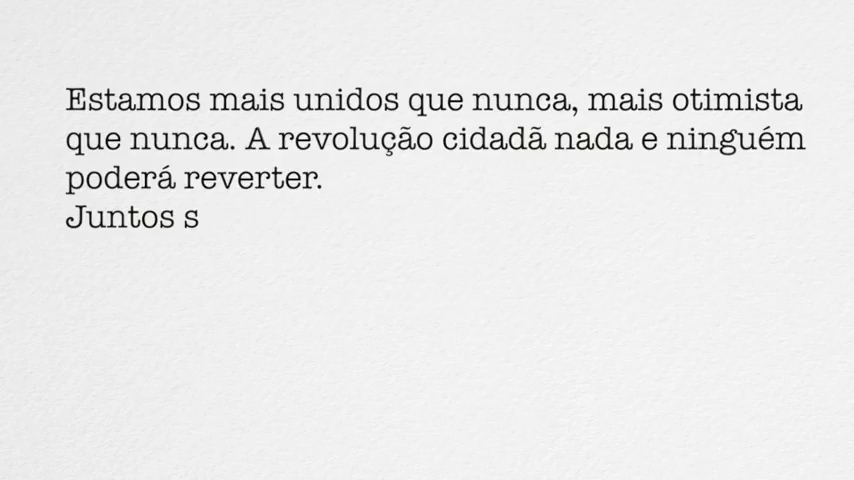 Estamos mais unidos que nunca, mais otimista
que nunca. A revolução cidadã nada e ninguém
poderá reverter.
Juntos s